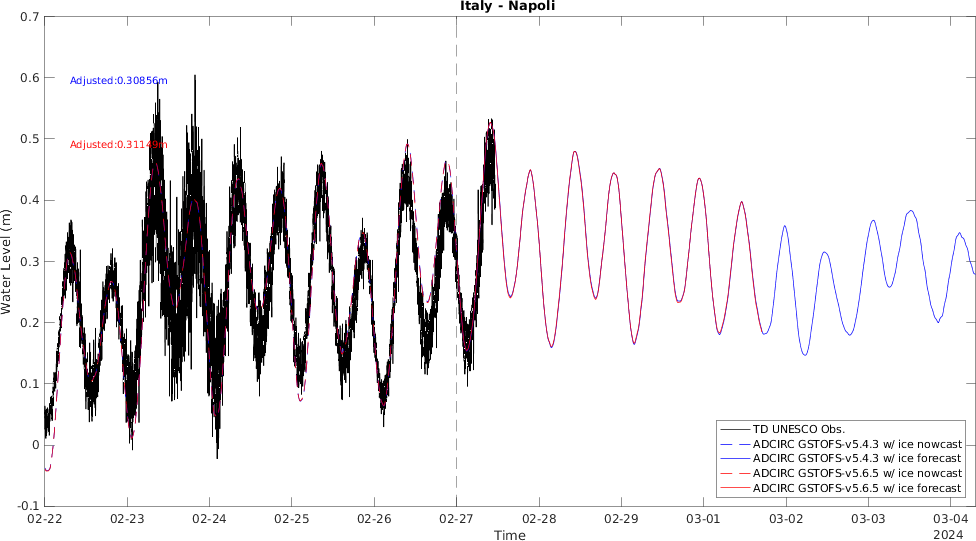 Italy - Napoli
0.7
0.6
0.5
0.4
0.3
0.2
0.1
0
-0.1
Water Level (m)
Adjusted:0.30856m
Adjusted:0.31149m
TD UNESCO Obs.
ADCIRC GSTOFS-v5.4.3 w/ ice nowcast
ADCIRC GSTOFS-v5.4.3 w/ ice forecast
ADCIRC GSTOFS-v5.6.5 w/ ice nowcast
ADCIRC GSTOFS-v5.6.5 w/ ice forecast
02-22 02-23 02-24 02-25 02-26 02-27 02-28 02-29 03-01 03-02 03-03 03-04
Time
2024